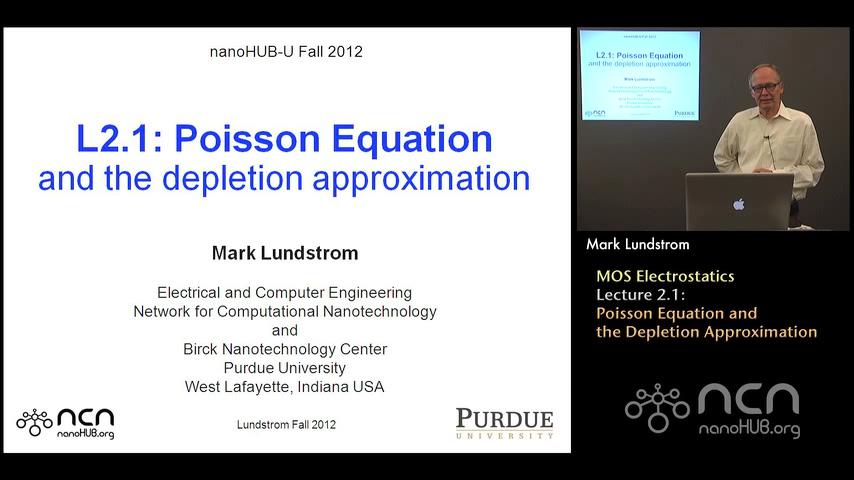 nanoHUB-U Fall 2012
L2.1: Poisson Equation
and the depletion approximation
Mark Lundstrom
Electrical and Computer Engineering
Network for Computational Nanotechnology
and
Birck Nanotechnology Center
Purdue University
West Lafayette, Indiana USA
ncn
nanoHUB.org
Lundstrom Fall 2012
PURDUE
UNIVERSITY
L2.1: Poisson Equation
and the depletion approximation
Mark Lundstrom
PURDUE
Mark Lundstrom
MOS Electrostatics
Lecture 2.1:
Poisson Equation and
the Depletion Approximation
ncn
nanoHUB.org